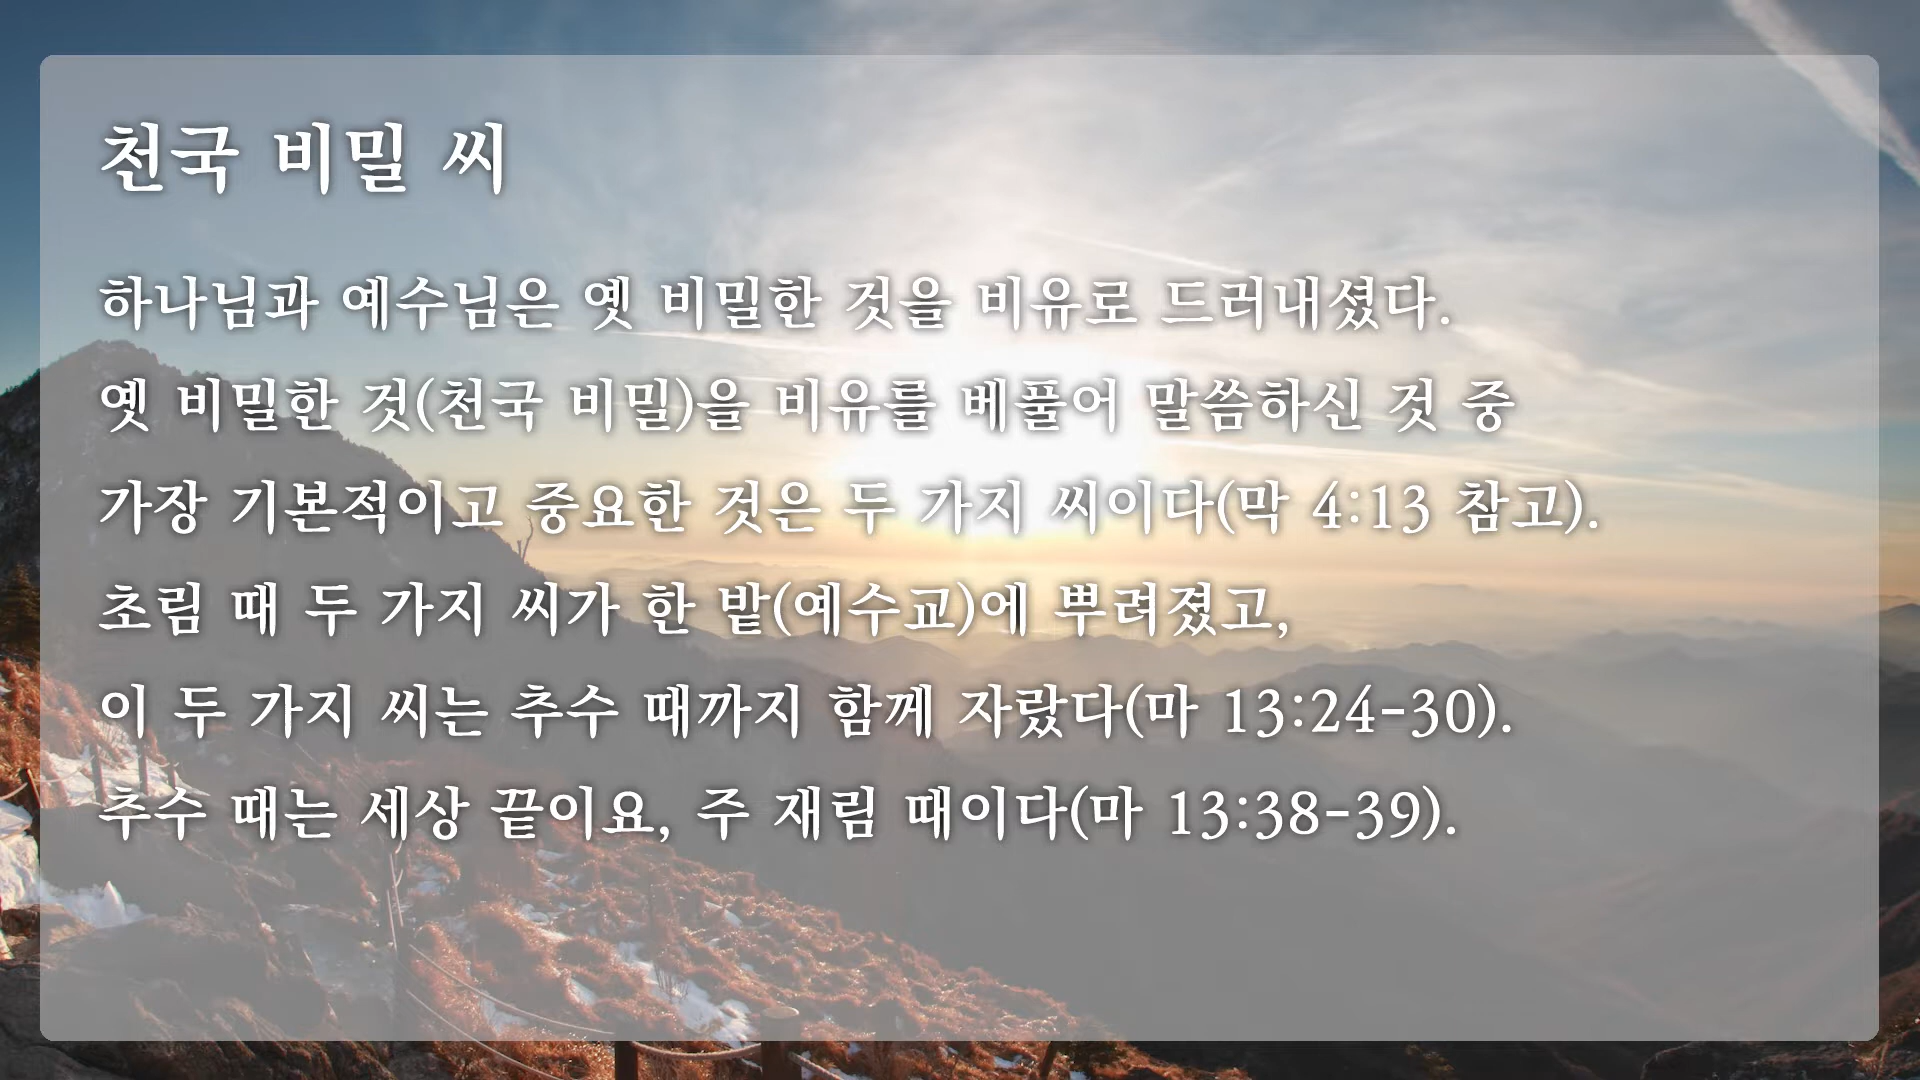 천국 비밀 씨
하나님과 예수님은 옛 비밀한 것을 비유로 드러내셨다.
옛 비밀한 것(천국 비밀)을 비유를 베풀어 말씀하신 것 중
가장 기본적이고 중요한 것은 두 가지 씨이다(막 4:13 참고).
초림 때 두 가지 씨가 한 밭(예수교)에 뿌려졌고,
이 두 가지 씨는 추수 때까지 함께 자랐다(마 13:24-30).
추수 때는 세상 끝이요, 주 재림 때이다(마 13:38-39).